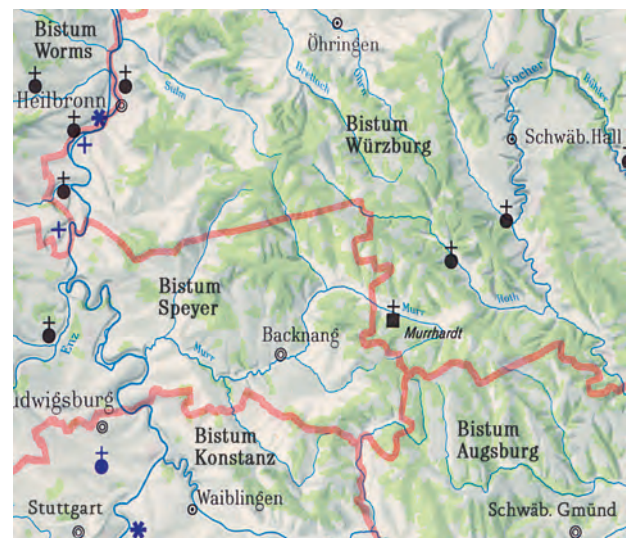 Bistum
Worms
Öhringen
Heilbronn
Sulm
Brettach
Ohrn
Kocher
Bühler
Bistum
Würzburg
Schwäb. Hall
Bistum
Speyer
Murr
Murrhardt
Roth
Enz
Backnang
Murr
udwigsburg
Bistum
Konstanz
Bistum
Augsburg
Waiblingen
Stuttgart
Schwäb. Gmünd